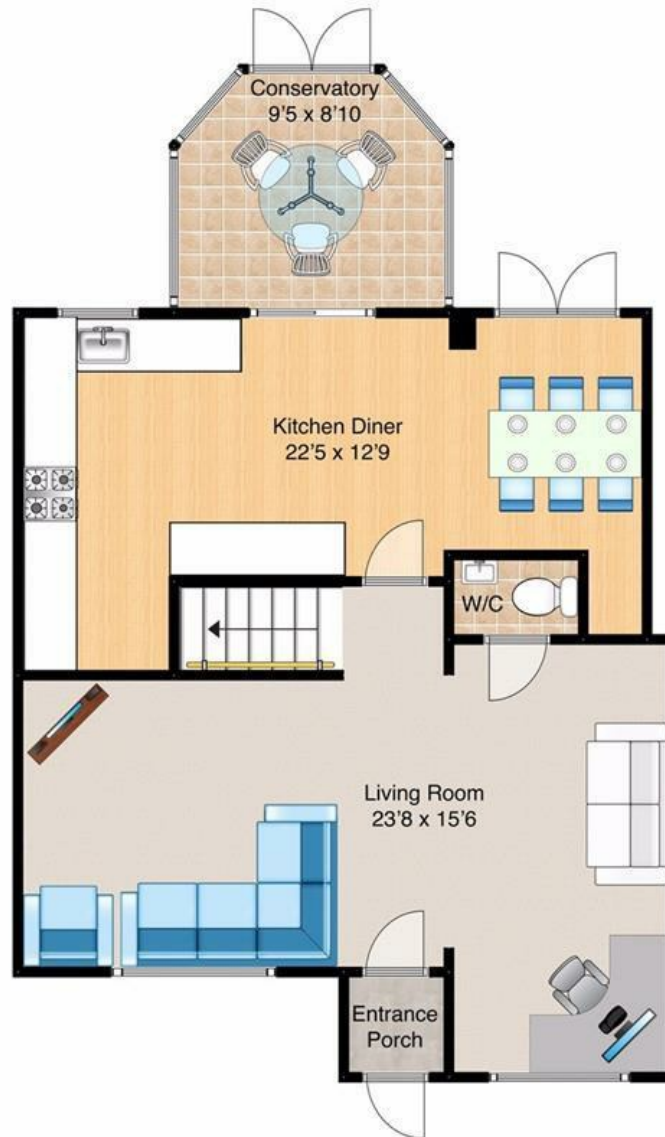 Conservatory
9'5 x 8'10
Kitchen Diner
22'5 x 12'9
W/C
Living Room
23'8 x 15'6
Entrance
Porch